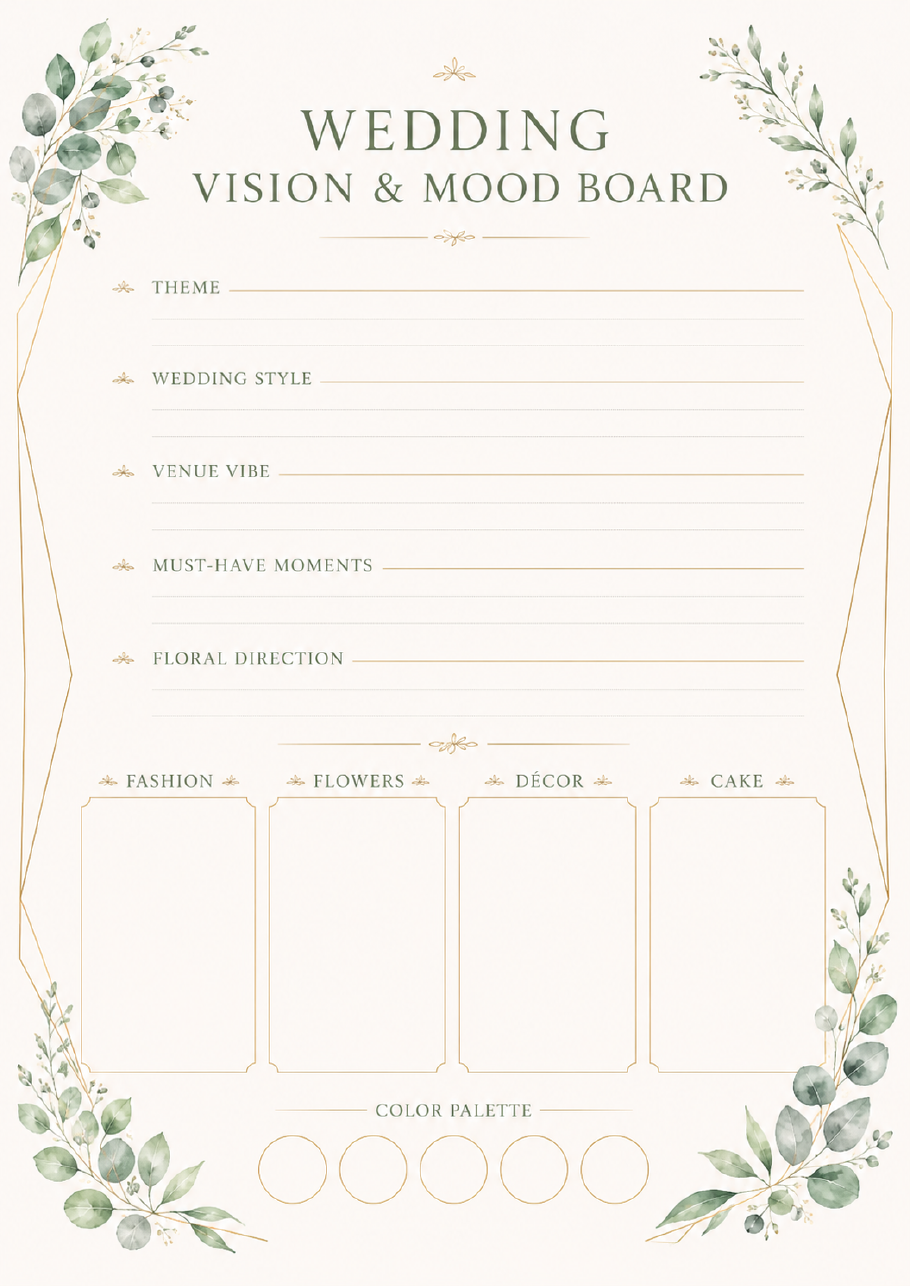 WEDDING
VISION & MOOD BOARD
THEME
WEDDING STYLE
VENUE VIBE
MUST-HAVE MOMENTS
FLORAL DIRECTION
FASHION FLOWERS DÉCOR CAKE
COLOR PALETTE